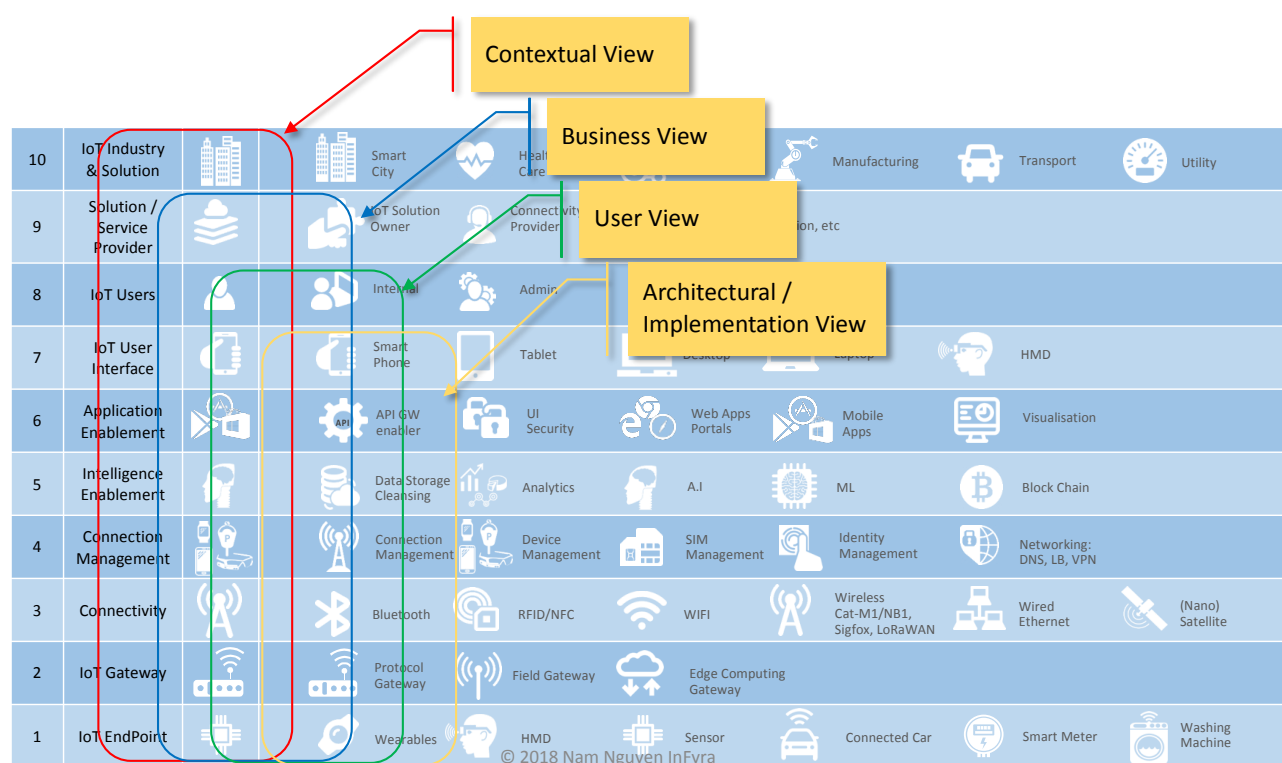 Contextual View
Business View
User View
Architectural /
Implementation View
10
IoT Industry
& Solution
Smart
City
Health
Care
Manufacturing
Transport
Utility
9
Solution /
Service
Provider
IoT Solution
Owner
Connectivity
Provider
etc
8
IoT Users
Internal
Admin
7
IoT User
Interface
Smart
Phone
Tablet
Desktop
Laptop
HMD
6
Application
Enablement
API
API GW
enabler
UI
Security
Web Apps
Portals
Mobile
Apps
Visualisation
5
Intelligence
Enablement
Data Storage
Cleansing
Analytics
A.I
ML
Block Chain
4
Connection
Management
P
Connection
Management
P
Device
Management
SIM
Management
Identity
Management
Networking:
DNS, LB, VPN
3
Connectivity
Bluetooth
RFID/NFC
WIFI
Wireless
Cat-M1/NB1,
Sigfox, LoRaWAN
Wired
Ethernet
(Nano)
Satellite
2
IoT Gateway
Protocol
Gateway
Field Gateway
Edge Computing
Gateway
1
IoT EndPoint
Wearables
HMD
Sensor
Connected Car
Smart Meter
Washing
Machine
© 2018 Nam Nguyen InFyra